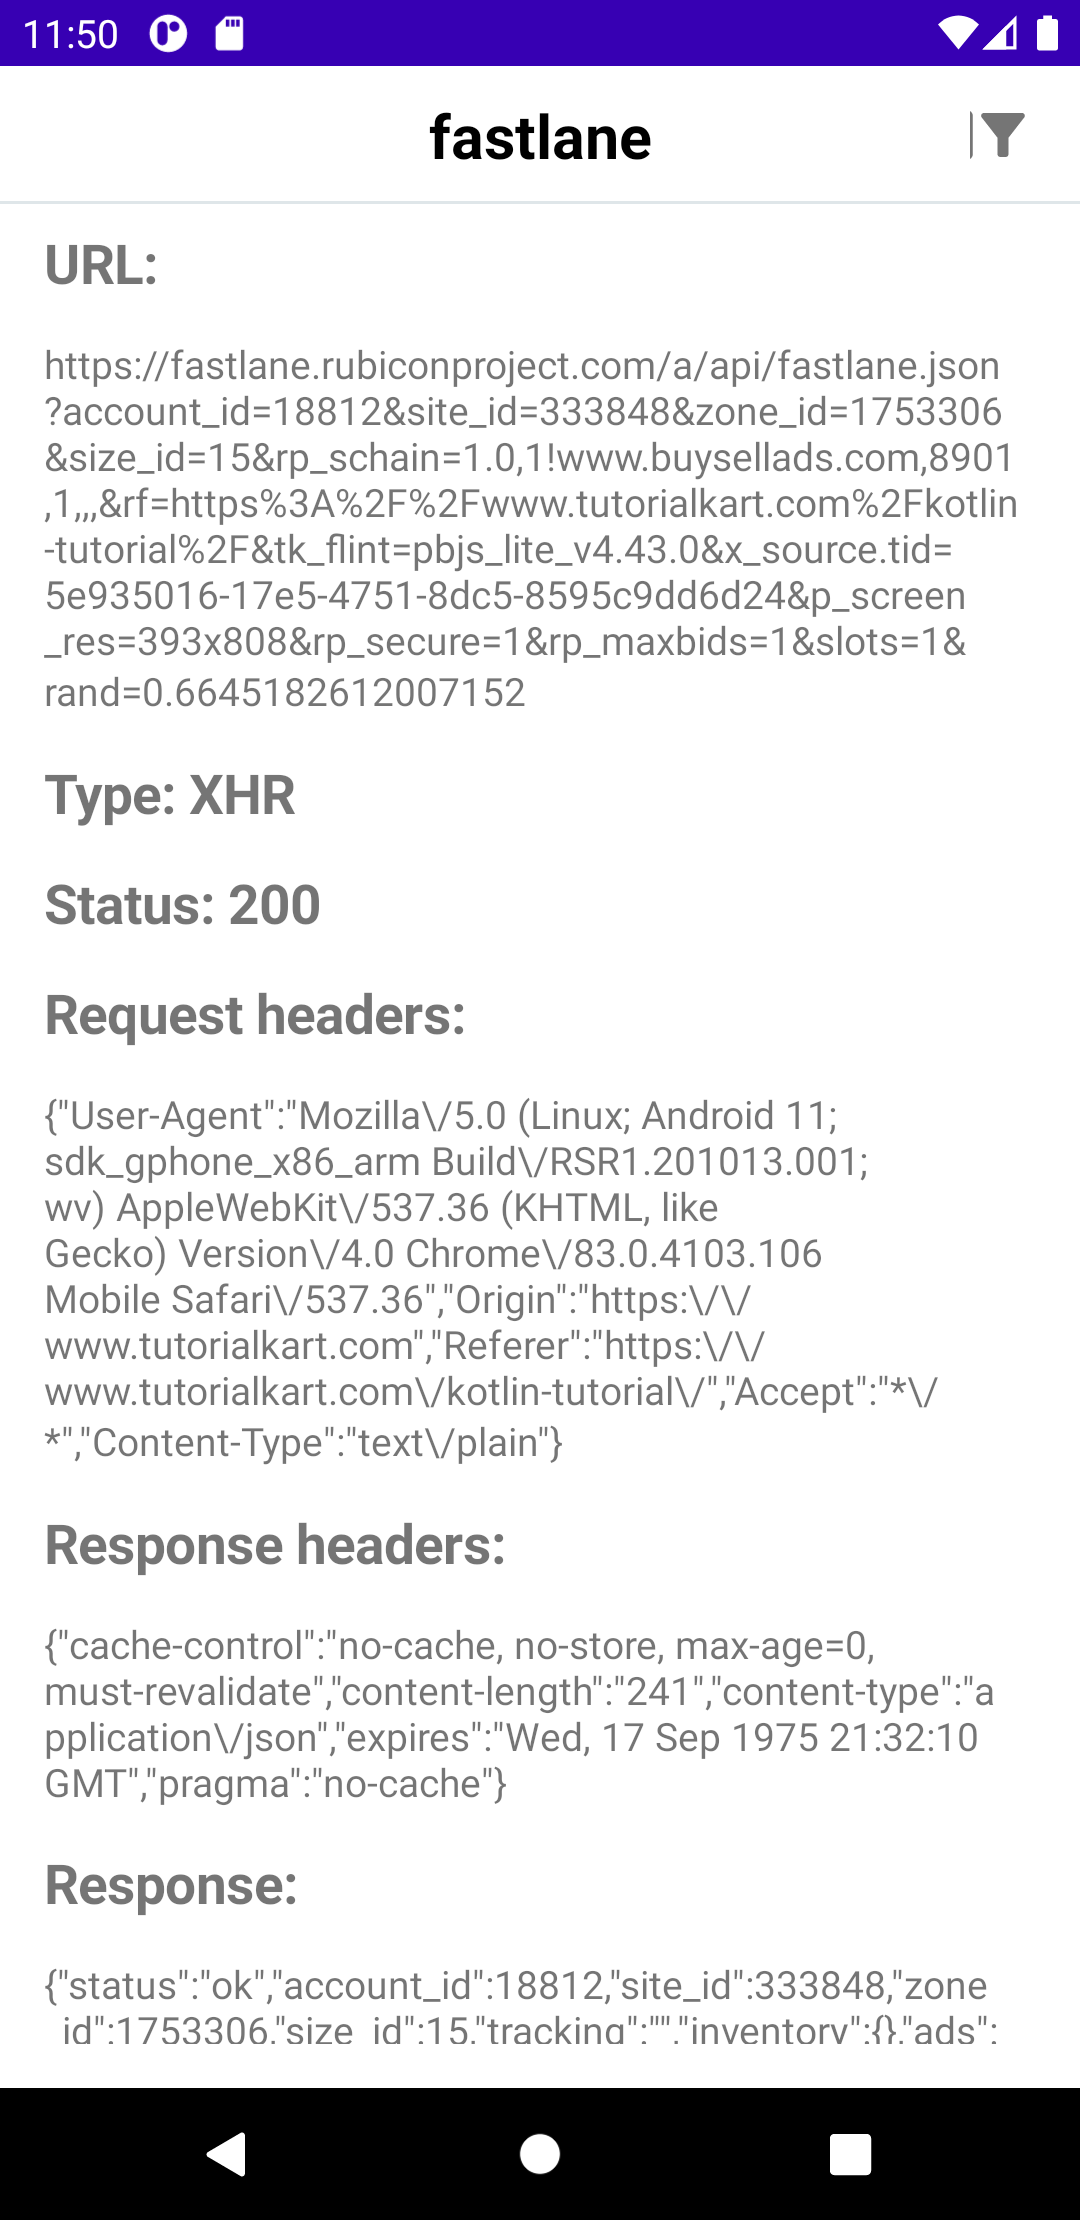 11:50
fastlane
URL:
https://fastlane.rubiconproject.com/a/api/fastlane.json
?account_id=18812&site_id=333848&zone_id=1753306
&size_id=15&rp_schain=1.0,1!www.buysellads.com,8901
,1,,,&rf=https%3A%2F%2Fwww.tutorialkart.com%2Fkotlin
-tutorial%2F&tk_flint=pbjs_lite_v4.43.0&x_source.tid=
5e935016-17e5-4751-8dc5-8595c9dd6d24&p_screen
_res=393x808&rp_secure=1&rp_maxbids=1&slots=1&
rand=0.6645182612007152
Type: XHR
Status: 200
Request headers:
{"User-Agent":"Mozilla\/5.0 (Linux; Android 11;
sdk_gphone_x86_arm Build\/RSR1.201013.001;
wv) AppleWebKit\/537.36 (KHTML, like
Gecko) Version\/4.0 Chrome\/83.0.4103.106
Mobile Safari\/537.36","Origin":"https:\/\/
www.tutorialkart.com","Referer":"https:\/\/
www.tutorialkart.com\/kotlin-tutorial\/","Accept":"*\/
*","Content-Type":"text\/plain"}
Response headers:
{"cache-control":"no-cache, no-store, max-age=0,
must-revalidate","content-length":"241","content-type":"a
pplication\/json","expires":"Wed, 17 Sep 1975 21:32:10
GMT","pragma":"no-cache"}
Response:
{"status":"ok","account_id":18812,"site_id":333848,"zone
_id":1753306,"size_id":15,"tracking":"","inventory":{},"ads":